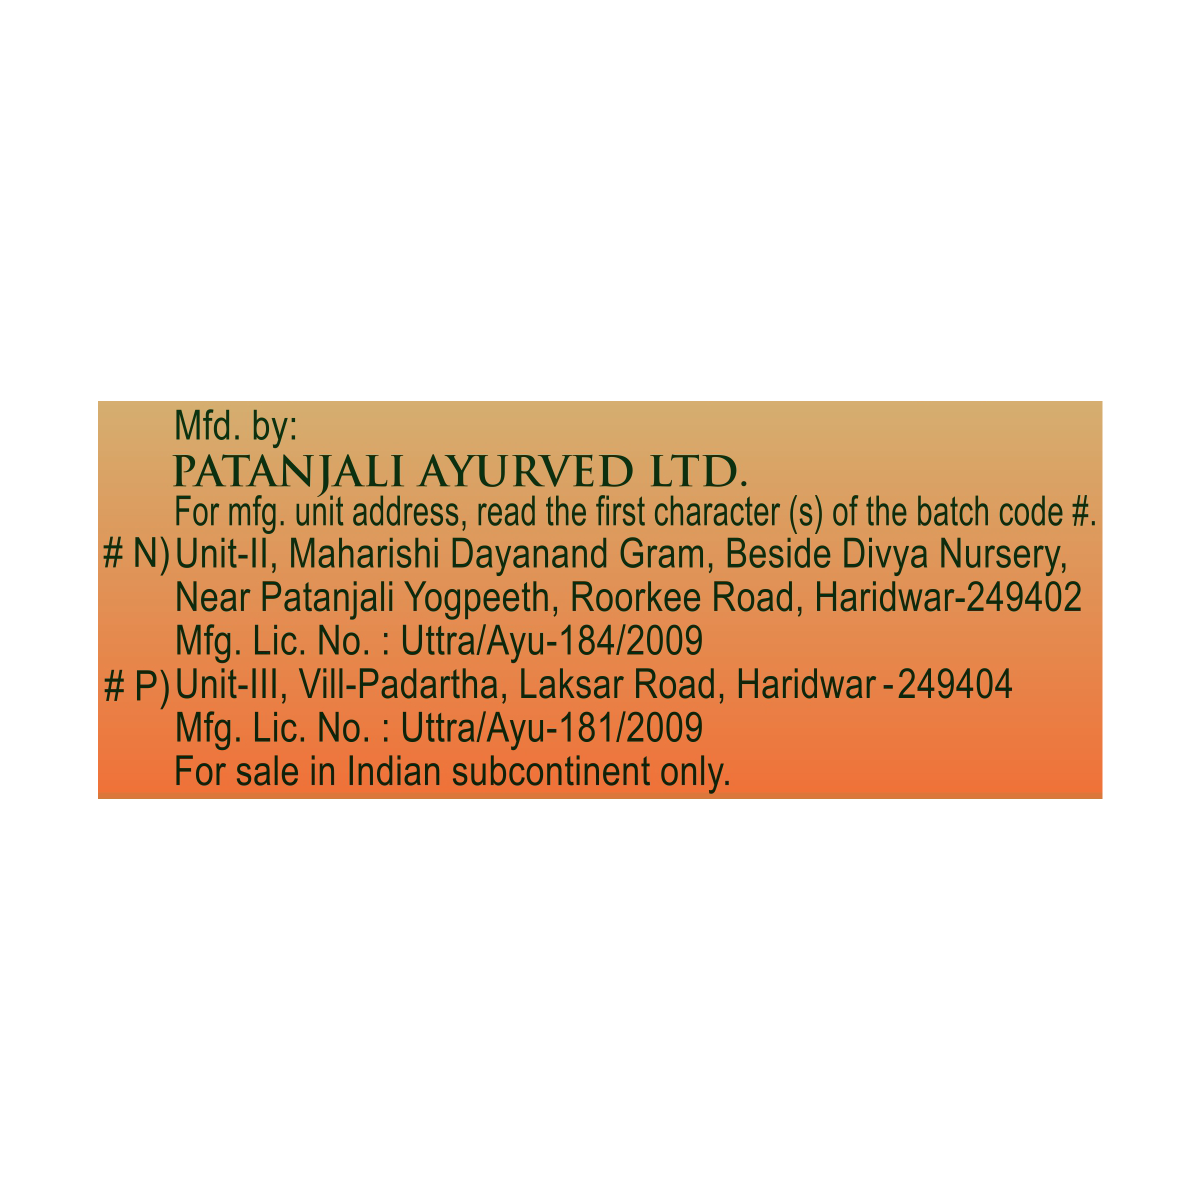 Mfd. by:
PATANJALI AYURVED LTD.
For mfg. unit address, read the first character (s) of the batch code #.
# N) Unit-II, Maharishi Dayanand Gram, Beside Divya Nursery,
Near Patanjali Yogpeeth, Roorkee Road, Haridwar-249402
Mfg. Lic. No. : Uttra/Ayu-184/2009
# P) Unit-III, Vill-Padartha, Laksar Road, Haridwar-249404
Mfg. Lic. No. : Uttra/Ayu-181/2009
For sale in Indian subcontinent only.